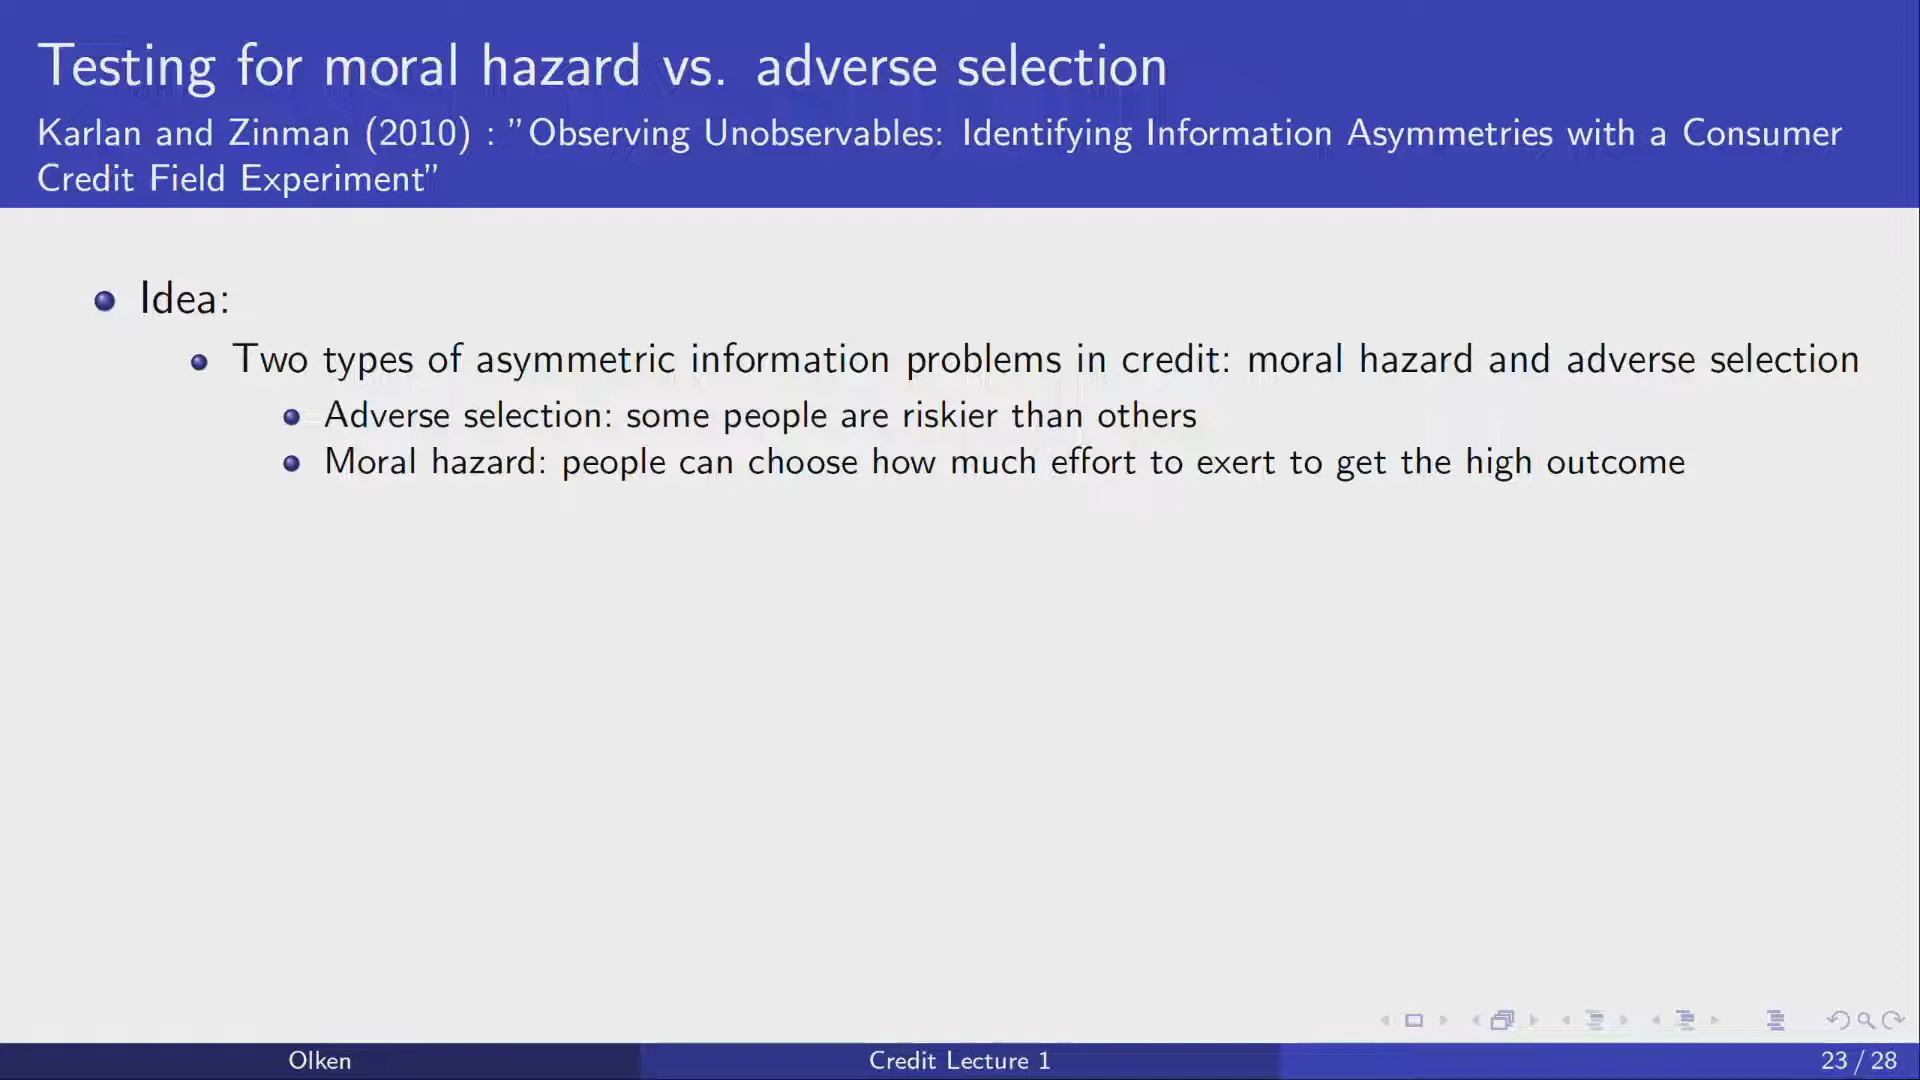 Testing for moral hazard vs. adverse selection
Karlan and Zinman (2010) : "Observing Unobservables: Identifying Information Asymmetries with a Consumer
Credit Field Experiment"
Idea:
Two types of asymmetric information problems in credit: moral hazard and adverse selection
Adverse selection: some people are riskier than others
Moral hazard: people can choose how much effort to exert to get the high outcome
Olken
Credit Lecture 1
23 / 28